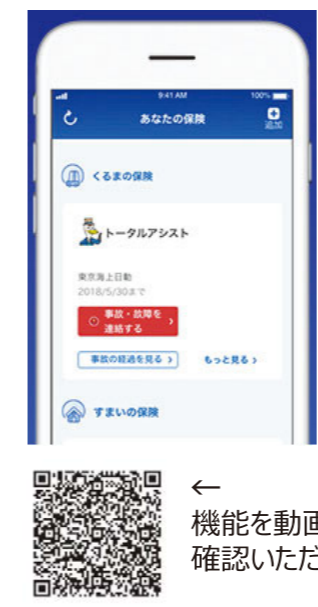 9:41 AM 100%
あなたの保険
追加
くるまの保険
トータルアシスト
東京海上日動
2018/5/30まで
事故・故障を
連絡する
事故の経過を見る
もっと見る
すまいの保険
←
機能を動画
確認いただ